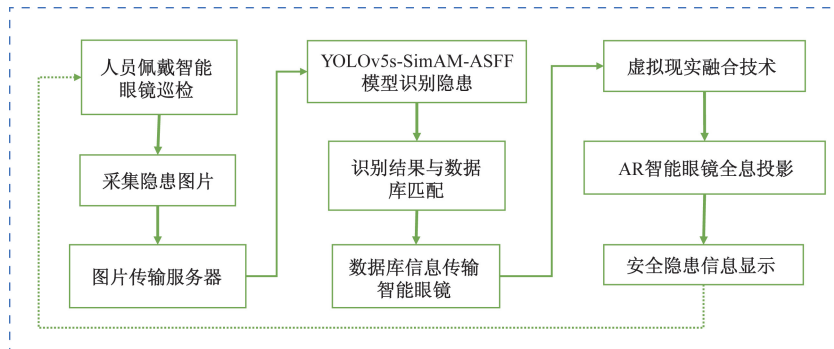 人员佩戴智能
眼镜巡检
采集隐患图片
图片传输服务器
YOLOv5s-SimAM-ASFF
模型识别隐患
识别结果与数据
库匹配
数据库信息传输
智能眼镜
虚拟现实融合技术
AR智能眼镜全息投影
安全隐患信息显示